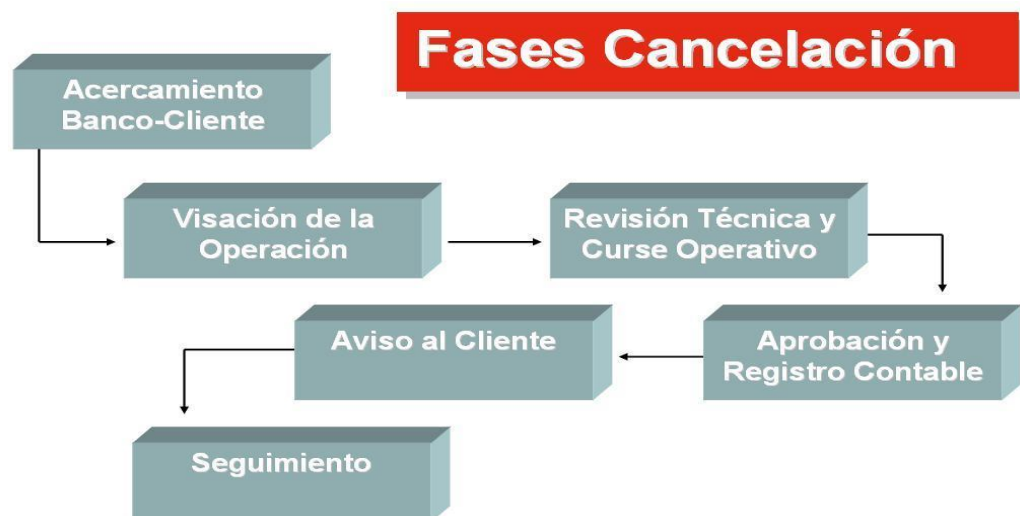 Fases Cancelación
Acercamiento
Banco-Cliente
Visación de la
Operación
Revisión Técnica y
Curse Operativo
Aprobación y
Registro Contable
Aviso al Cliente
Seguimiento